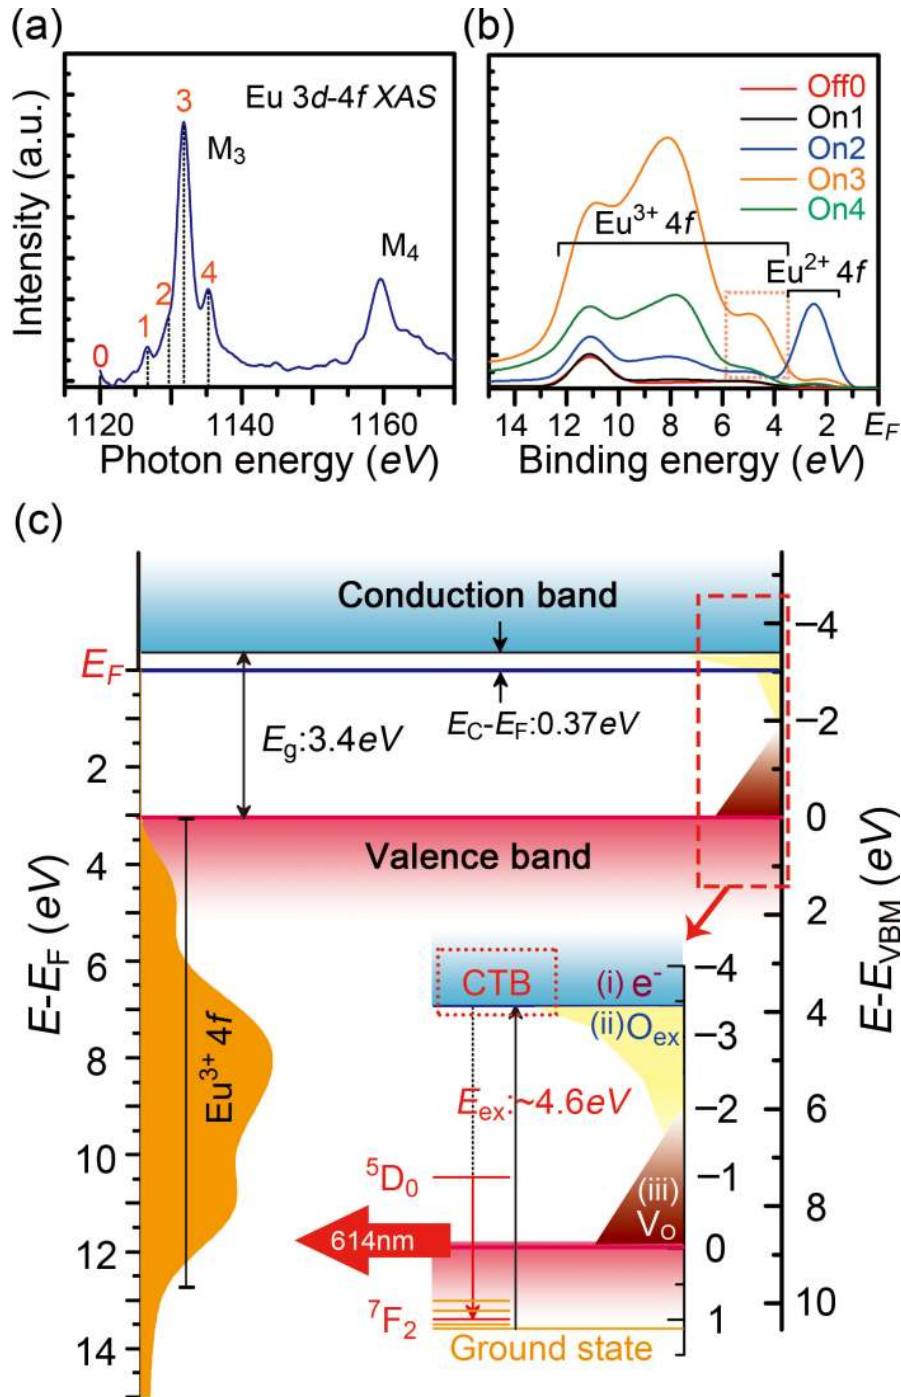 (a)
Eu 3d-4f XAS
3
M3
M4
2
4
1
0
Intensity (a.u.)
1120 1140 1160
Photon energy (eV)
(b)
Off0
On1
On2
On3
On4
Eu3+ 4f
Eu2+ 4f
14 12 10 8 6 4 2 EF
Binding energy (eV)
(c)
Conduction band
EF
Eg:3.4eV
EC-EF:0.37eV
Valence band
2
4
6
8
10
12
14
E-EF (eV)
Eu3+ 4f
−4
−2
0
2
4
6
8
10
E-EVBM (eV)
CTB
(i) e-
(ii)Oex
Eex:~4.6eV
5D0
(iii)
VO
614nm
7F2
Ground state
−4
−3
−2
−1
0
1